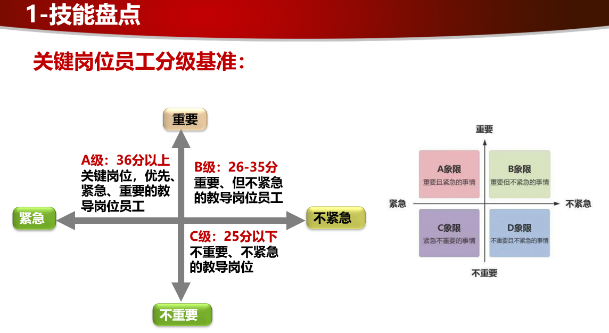 1-技能盘点
关键岗位员工分级基准：
重要
A级：36分以上
关键岗位，优先、
紧急、重要的教
导岗位员工
B级：26-35分
重要、但不紧急
的教导岗位员工
紧急
不紧急
C级：25分以下
不重要、不紧急
的教导岗位
不重要
重要
A象限
重要且紧急的事情
B象限
重要但不紧急的事情
紧急
不紧急
C象限
紧急不重要的事情
D象限
不重要且不紧急的事情
不重要